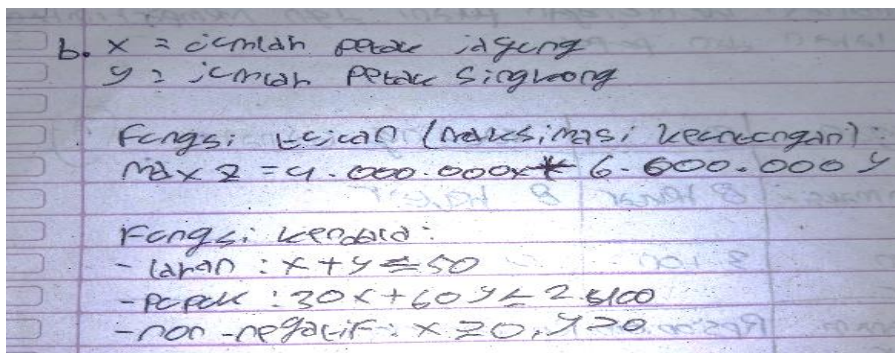 b. x = jumlah petak jagung
y = jumlah petak singkong
Fungsi tujuan (maksimasi keuntungan):
max z = 4.000.000x + 6.600.000 y
Fungsi kendala:
- lahan : x + y ≤ 50
- pupuk : 30x + 60y ≤ 2.400
- non-negatif : x ≥ 0, y ≥ 0